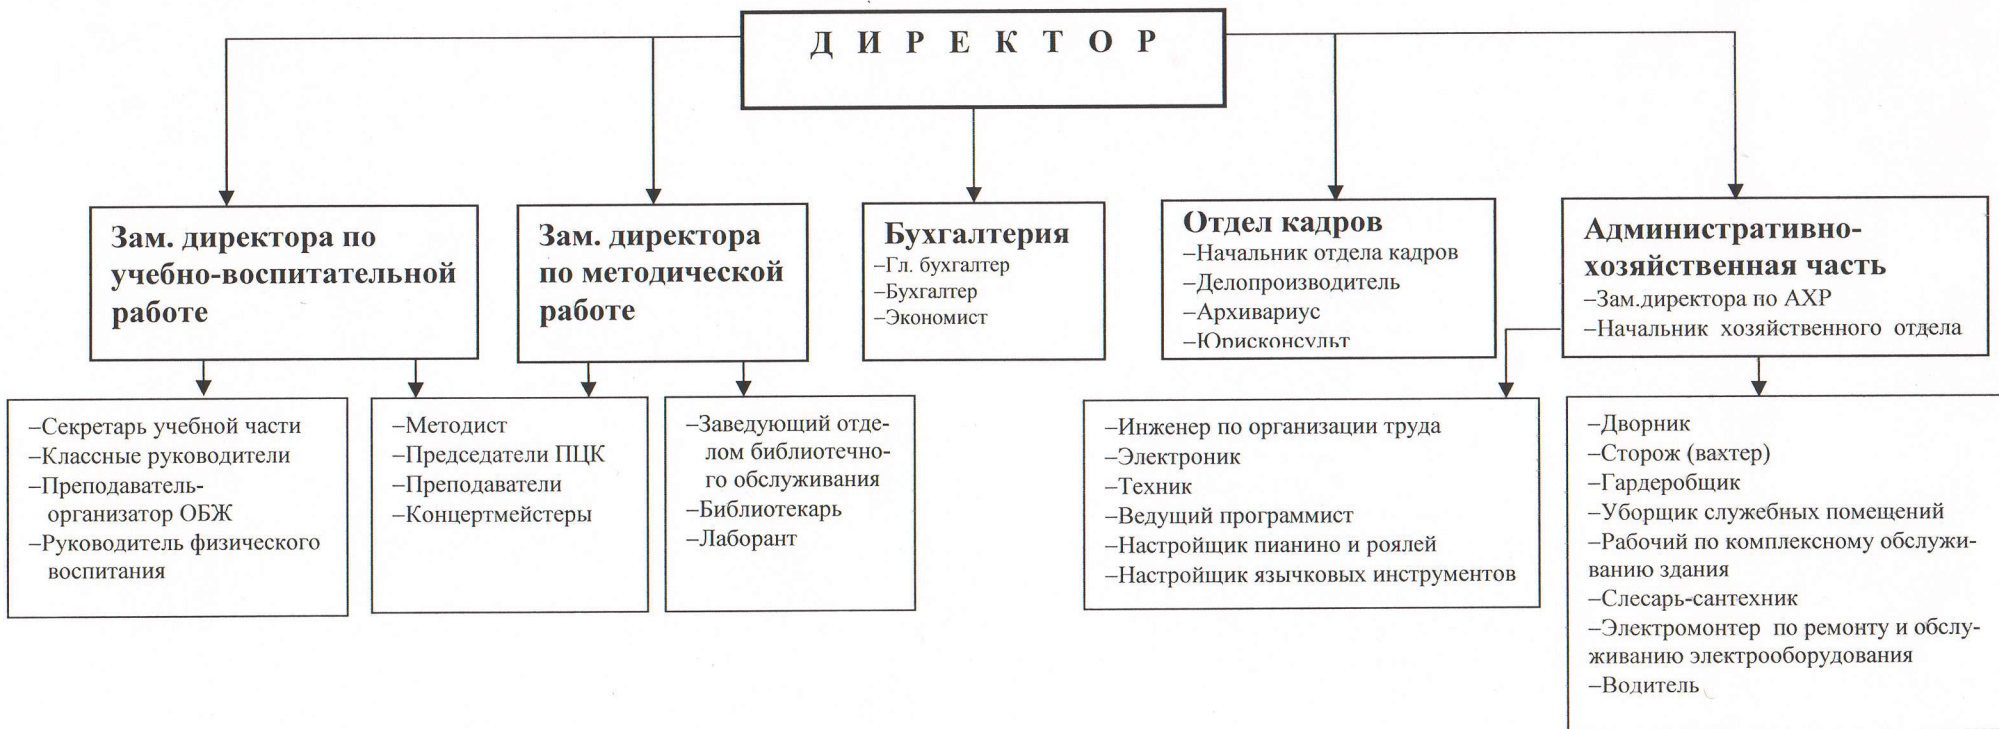 Д И Р Е К Т О Р
Зам. директора по
учебно-воспитательной
работе
Зам. директора
по методической
работе
Бухгалтерия
–Гл. бухгалтер
–Бухгалтер
–Экономист
Отдел кадров
–Начальник отдела кадров
–Делопроизводитель
–Архивариус
–Юрисконсульт
Административно-
хозяйственная часть
–Зам.директора по АХР
–Начальник хозяйственного отдела
–Секретарь учебной части
–Классные руководители
–Преподаватель-
организатор ОБЖ
–Руководитель физического
воспитания
–Методист
–Председатели ПЦК
–Преподаватели
–Концертмейстеры
–Заведующий отде-
лом библиотечно-
го обслуживания
–Библиотекарь
–Лаборант
–Инженер по организации труда
–Электроник
–Техник
–Ведущий программист
–Настройщик пианино и роялей
–Настройщик язычковых инструментов
–Дворник
–Сторож (вахтер)
–Гардеробщик
–Уборщик служебных помещений
–Рабочий по комплексному обслужи-
ванию здания
–Слесарь-сантехник
–Электромонтер по ремонту и обслу-
живанию электрооборудования
–Водитель